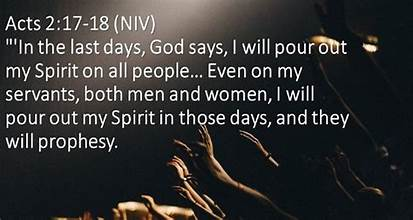 Acts 2:17-18 (NIV)
"'In the last days, God says, I will pour out
my Spirit on all people... Even on my
servants, both men and women, I will
pour out my Spirit in those days, and they
will prophesy.